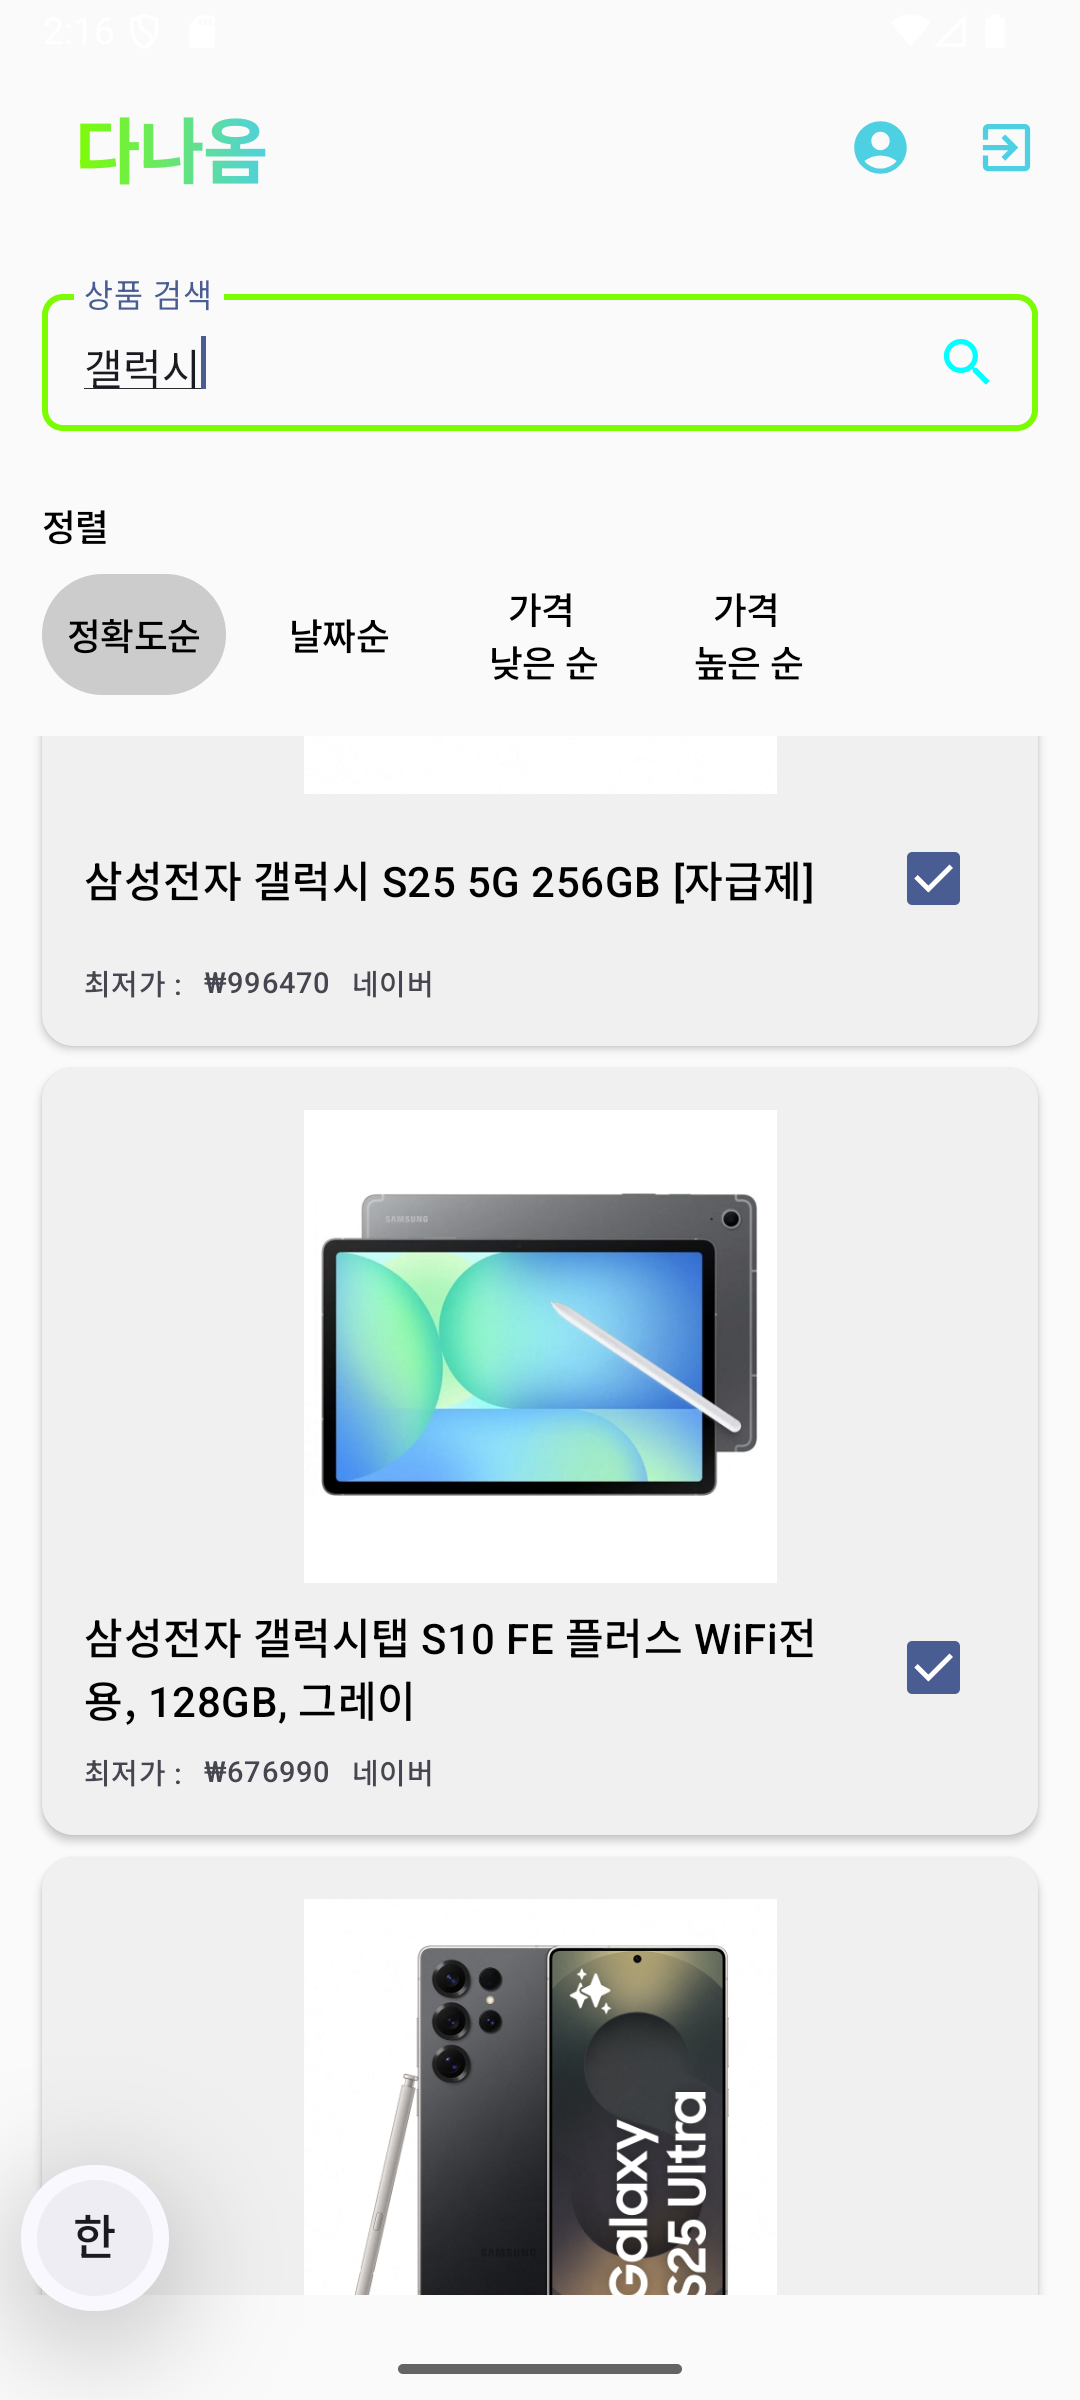 2:16
다나옴
상품 검색
갤럭시
정렬
정확도순
날짜순
가격
낮은 순
가격
높은 순
삼성전자 갤럭시 S25 5G 256GB [자급제]
최저가 : ₩996470 네이버
SAMSUNG
삼성전자 갤럭시탭 S10 FE 플러스 WiFi전
용, 128GB, 그레이
최저가 : ₩676990 네이버
Galaxy
S25 Ultra
SAMSUNG
한